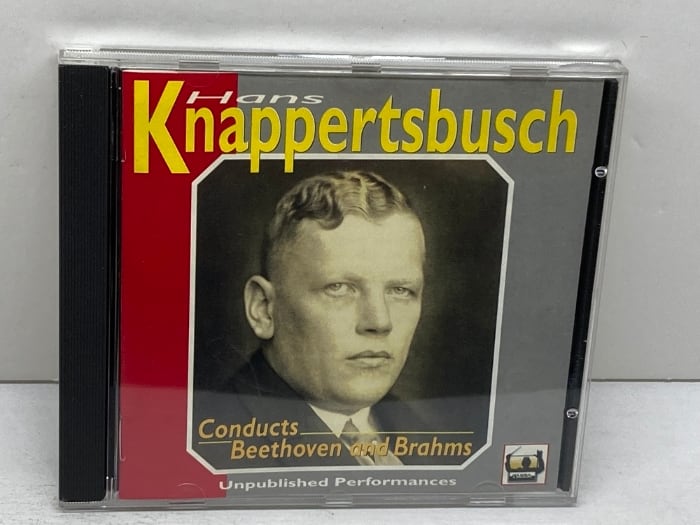 Hans
Knappertsbusch
Conducts
Beethoven and Brahms
Unpublished Performances